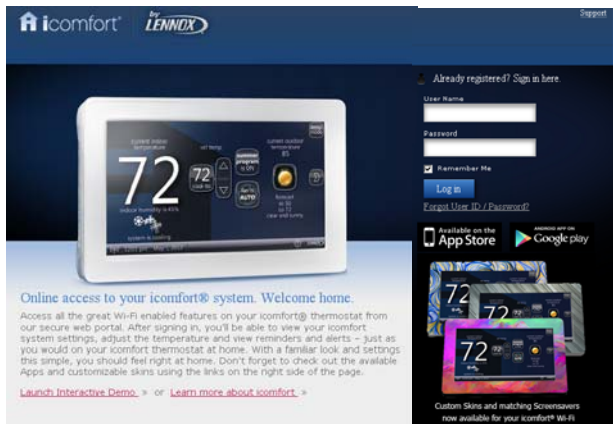 icomfort® by LENNOX
Support
current indoor
temperature
set temp
current outdoor
temperature
85
72
72
summer
program
is ON
AUTO
indoor humidity is 45%
forecast
clear and sunny
system is cooling
Already registered? Sign in here.
User Name
Password
Remember Me
Log in
Forgot User ID / Password?
Available on the
App Store
ANDROID APP ON
Google play
Online access to your icomfort® system. Welcome home.
Access all the great Wi-Fi enabled features on your icomfort® thermostat from
our secure web portal. After signing in, you'll be able to view your icomfort
system settings, adjust the temperature and view reminders and alerts – just as
you would on your icomfort thermostat at home. With a familiar look and settings
this simple, you should feel right at home. Don't forget to check out the available
Apps and customizable skins using the links on the right side of the page.
Launch Interactive Demo » or Learn more about icomfort »
72
72
72
Custom Skins and matching Screensavers
now available for your icomfort® Wi-Fi